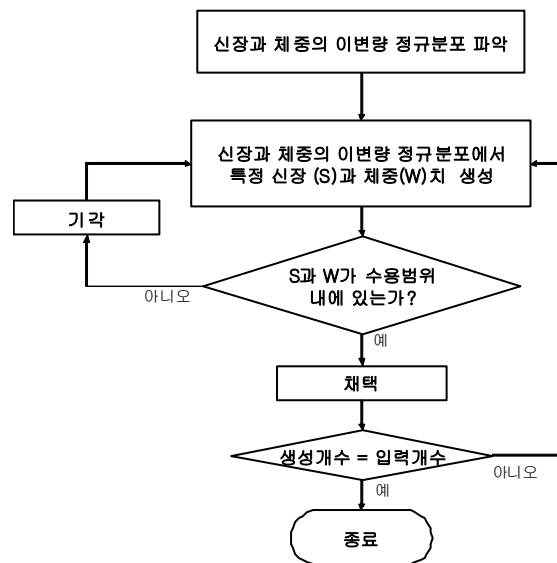 신장과 체중의 이변량 정규분포 파악
신장과 체중의 이변량 정규분포에서
특정 신장 (S)과 체중(W)치 생성
기각
S과 W가 수용범위
내에 있는가?
아니오
예
채택
생성개수 = 입력개수
아니오
예
종료